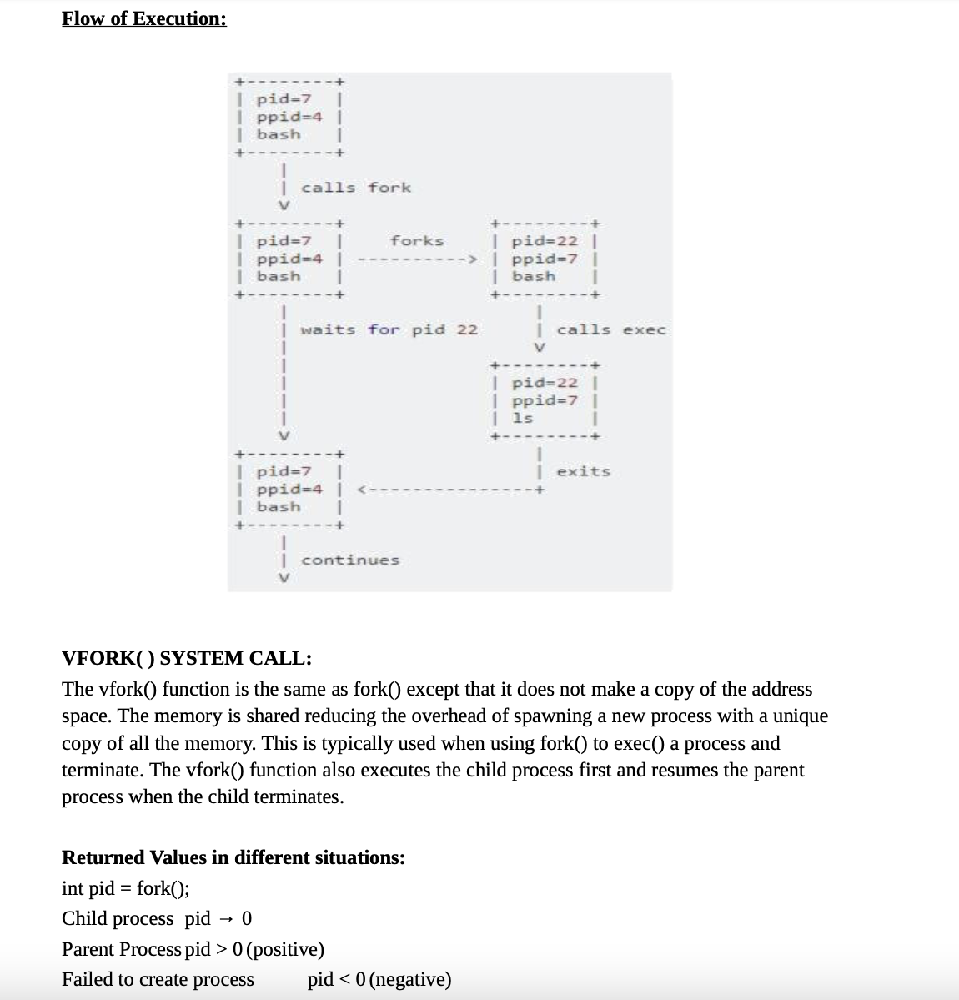 Flow of Execution:
+--------+
| pid=7  |
| ppid=4 |
| bash   |
+--------+
    |
    | calls fork
    V
+--------+             +--------+
| pid=7  |    forks    | pid=22 |
| ppid=4 | ----------> | ppid=7 |
| bash   |             | bash   |
+--------+             +--------+
    |                      |
    | waits for pid 22     | calls exec
    |                      V
    |                  +--------+
    |                  | pid=22 |
    |                  | ppid=7 |
    |                  | ls     |
    V                  +--------+
+--------+                 |
| pid=7  |                 | exits
| ppid=4 | <---------------+
| bash   |
+--------+
    |
    | continues
    V
VFORK( ) SYSTEM CALL:
The vfork() function is the same as fork() except that it does not make a copy of the address
space. The memory is shared reducing the overhead of spawning a new process with a unique
copy of all the memory. This is typically used when using fork() to exec() a process and
terminate. The vfork() function also executes the child process first and resumes the parent
process when the child terminates.
Returned Values in different situations:
int pid = fork();
Child process pid → 0
Parent Process pid > 0 (positive)
Failed to create process pid < 0 (negative)